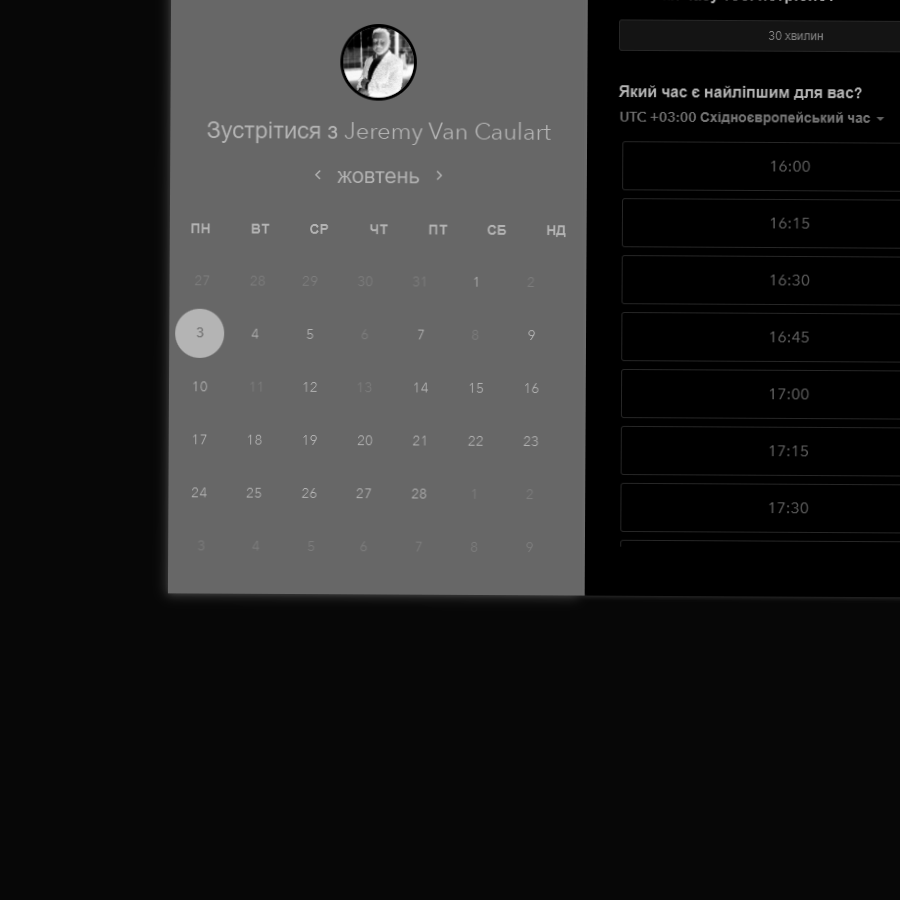 Зустрітися з Jeremy Van Caulart
жовтень
ПН ВТ СР ЧТ ПТ СБ НД
27 28 29 30 31 1 2
3 4 5 6 7 8 9
10 11 12 13 14 15 16
17 18 19 20 21 22 23
24 25 26 27 28 1 2
3 4 5 6 7 8 9
30 хвилин
Який час є найліпшим для вас?
UTC +03:00 Східноєвропейський час
16:00
16:15
16:30
16:45
17:00
17:15
17:30